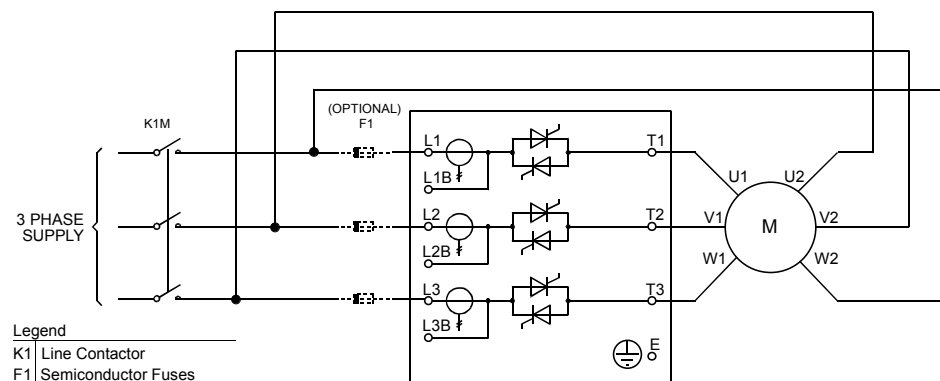 (OPTIONAL)
F1
K1M
L1
T1
L1B
U1
U2
3 PHASE
SUPPLY
L2
T2
L2B
V1
M
V2
W1
W2
L3
T3
L3B
E
Legend
K1 Line Contactor
F1 Semiconductor Fuses